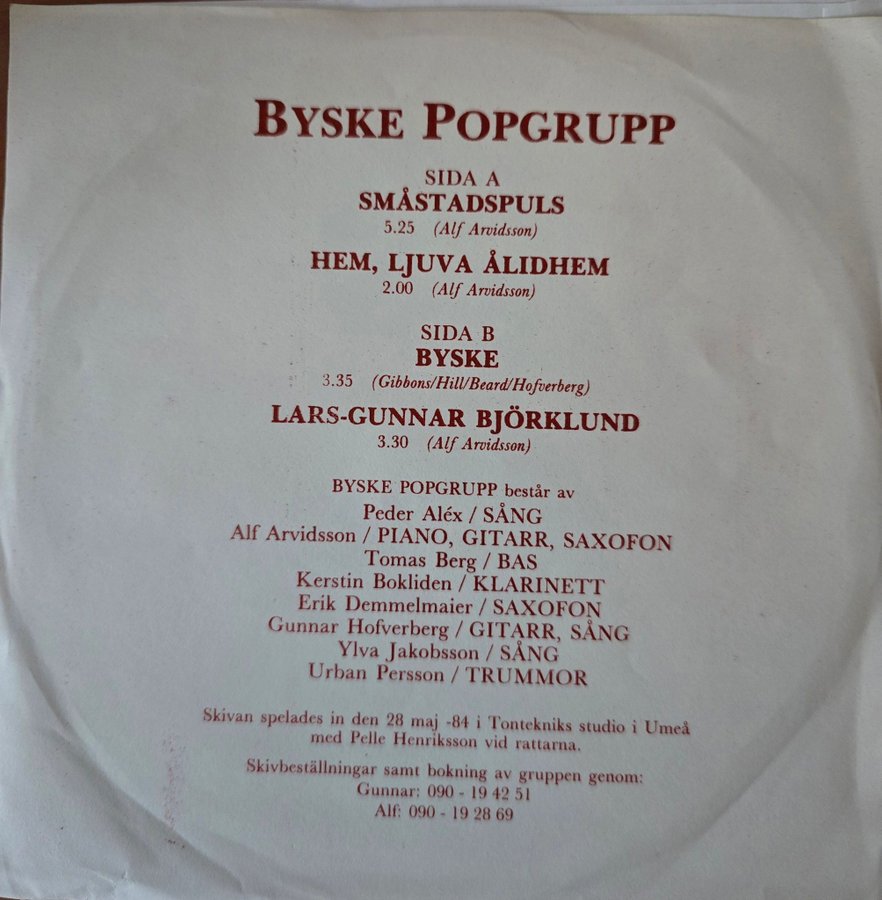 BYSKE POPGRUPP
SIDA A
SMÅSTADSPULS
5.25 (Alf Arvidsson)
HEM, LJUVA ÅLIDHEM
2.00 (Alf Arvidsson)
SIDA B
BYSKE
3.35 (Gibbons/Hill/Beard/Hofverberg)
LARS-GUNNAR BJÖRKLUND
3.30 (Alf Arvidsson)
BYSKE POPGRUPP består av
Peder Aléx / SÅNG
Alf Arvidsson / PIANO, GITARR, SAXOFON
Tomas Berg / BAS
Kerstin Bokliden / KLARINETT
Erik Demmelmaier / SAXOFON
Gunnar Hofverberg / GITARR, SÅNG
Ylva Jakobsson / SÅNG
Urban Persson / TRUMMOR
Skivan spelades in den 28 maj -84 i Tontekniks studio i Umeå
med Pelle Henriksson vid rattarna.
Skivbeställningar samt bokning av gruppen genom:
Gunnar: 090 - 19 42 51
Alf: 090 - 19 28 69